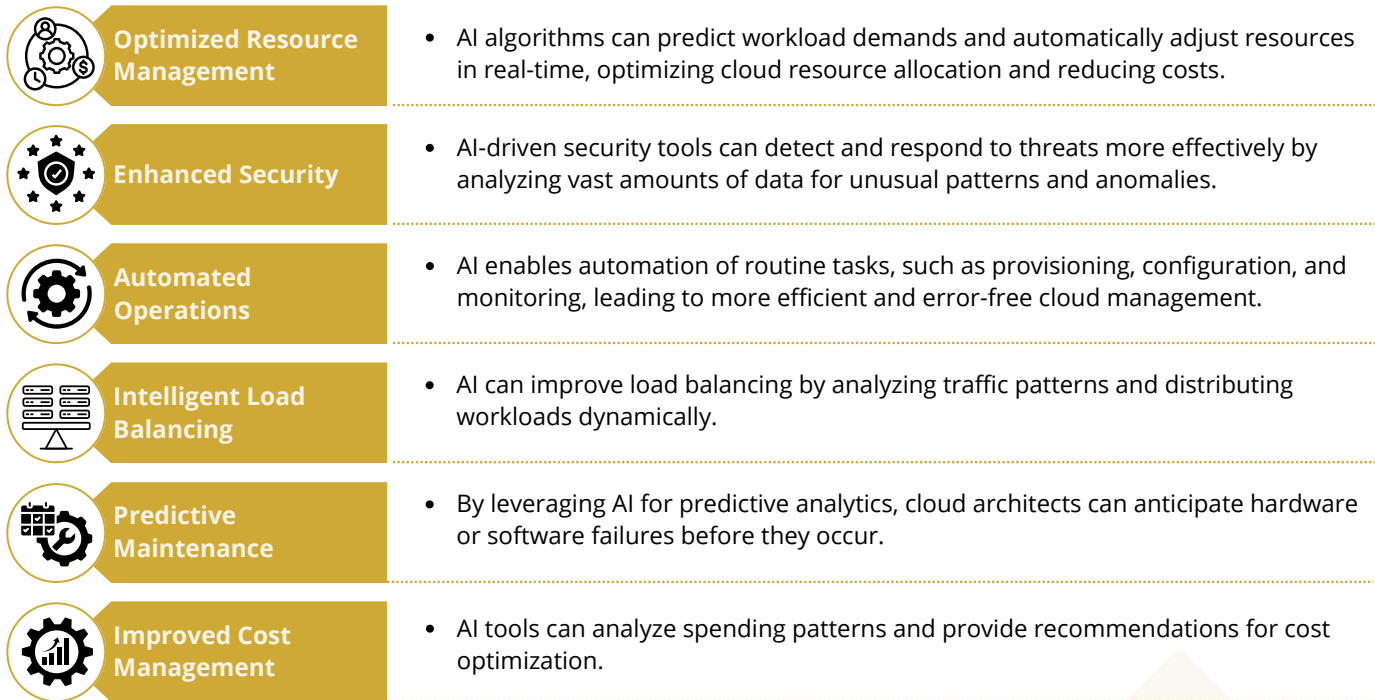 Optimized Resource
Management
• AI algorithms can predict workload demands and automatically adjust resources
in real-time, optimizing cloud resource allocation and reducing costs.
Enhanced Security
• AI-driven security tools can detect and respond to threats more effectively by
analyzing vast amounts of data for unusual patterns and anomalies.
Automated
Operations
• AI enables automation of routine tasks, such as provisioning, configuration, and
monitoring, leading to more efficient and error-free cloud management.
Intelligent Load
Balancing
• AI can improve load balancing by analyzing traffic patterns and distributing
workloads dynamically.
Predictive
Maintenance
• By leveraging AI for predictive analytics, cloud architects can anticipate hardware
or software failures before they occur.
Improved Cost
Management
• AI tools can analyze spending patterns and provide recommendations for cost
optimization.